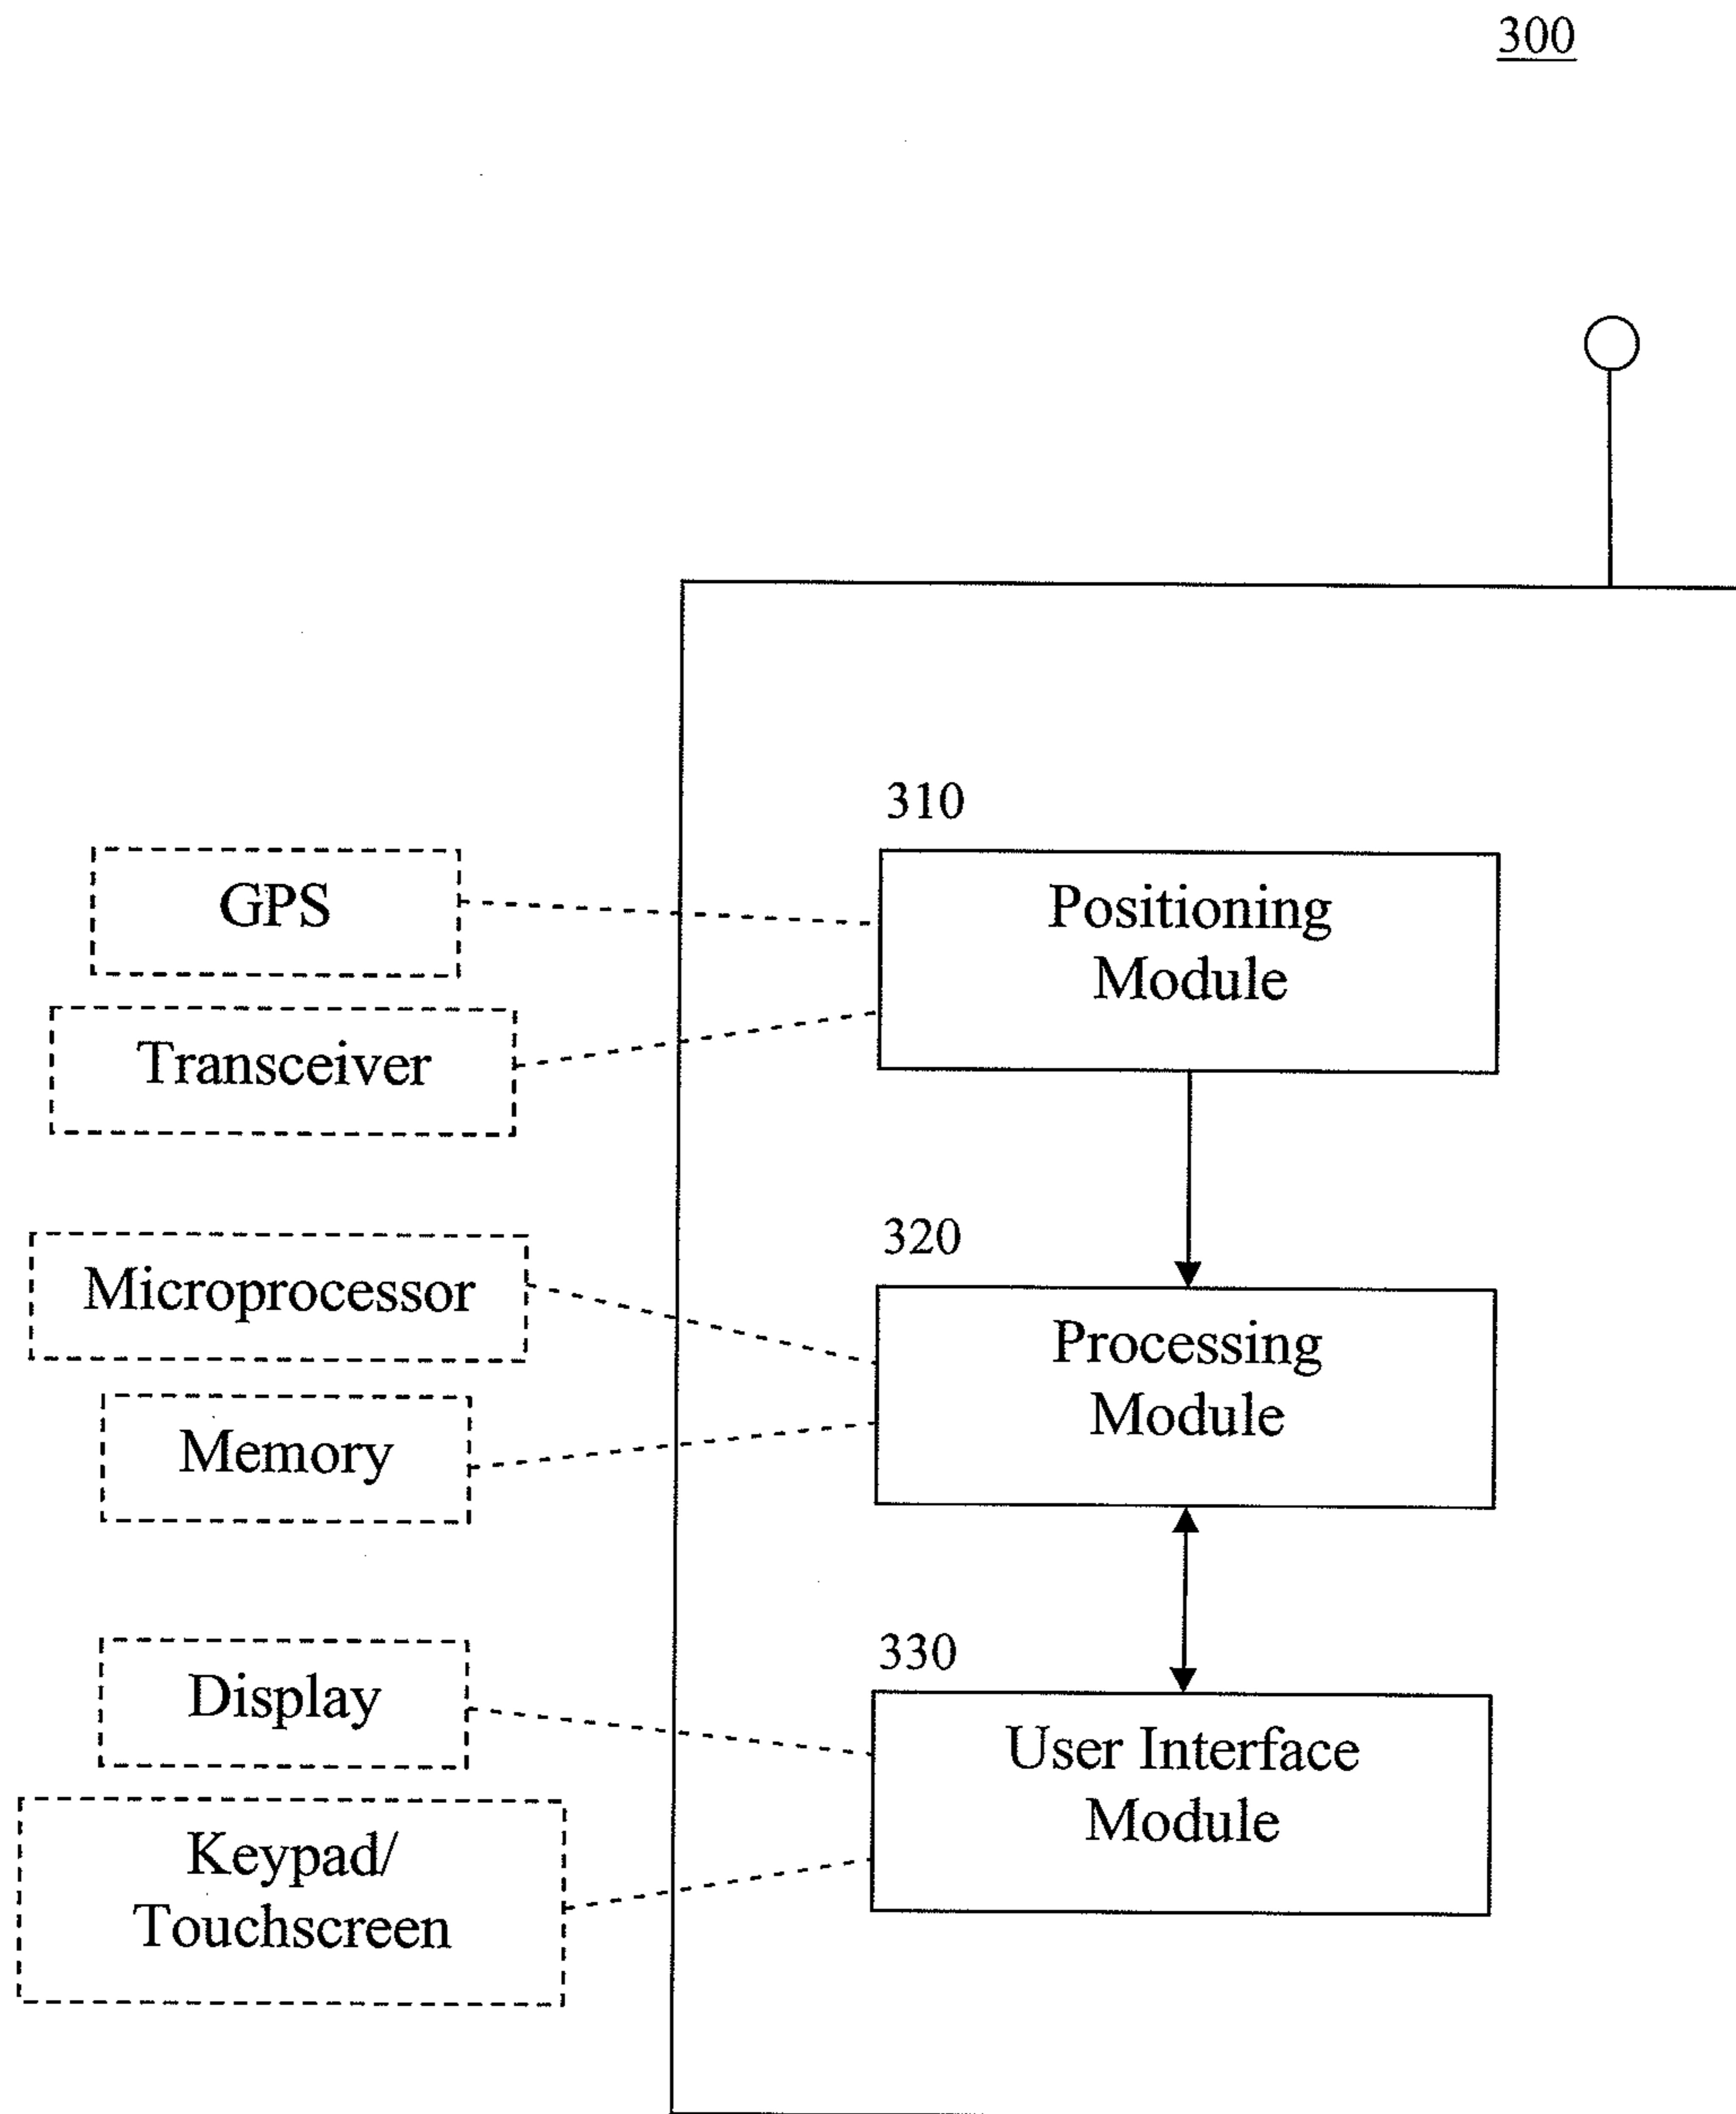 300
310
GPS
Positioning
Module
Transceiver
320
Microprocessor
Processing
Module
Memory
330
Display
User Interface
Module
Keypad/
Touchscreen